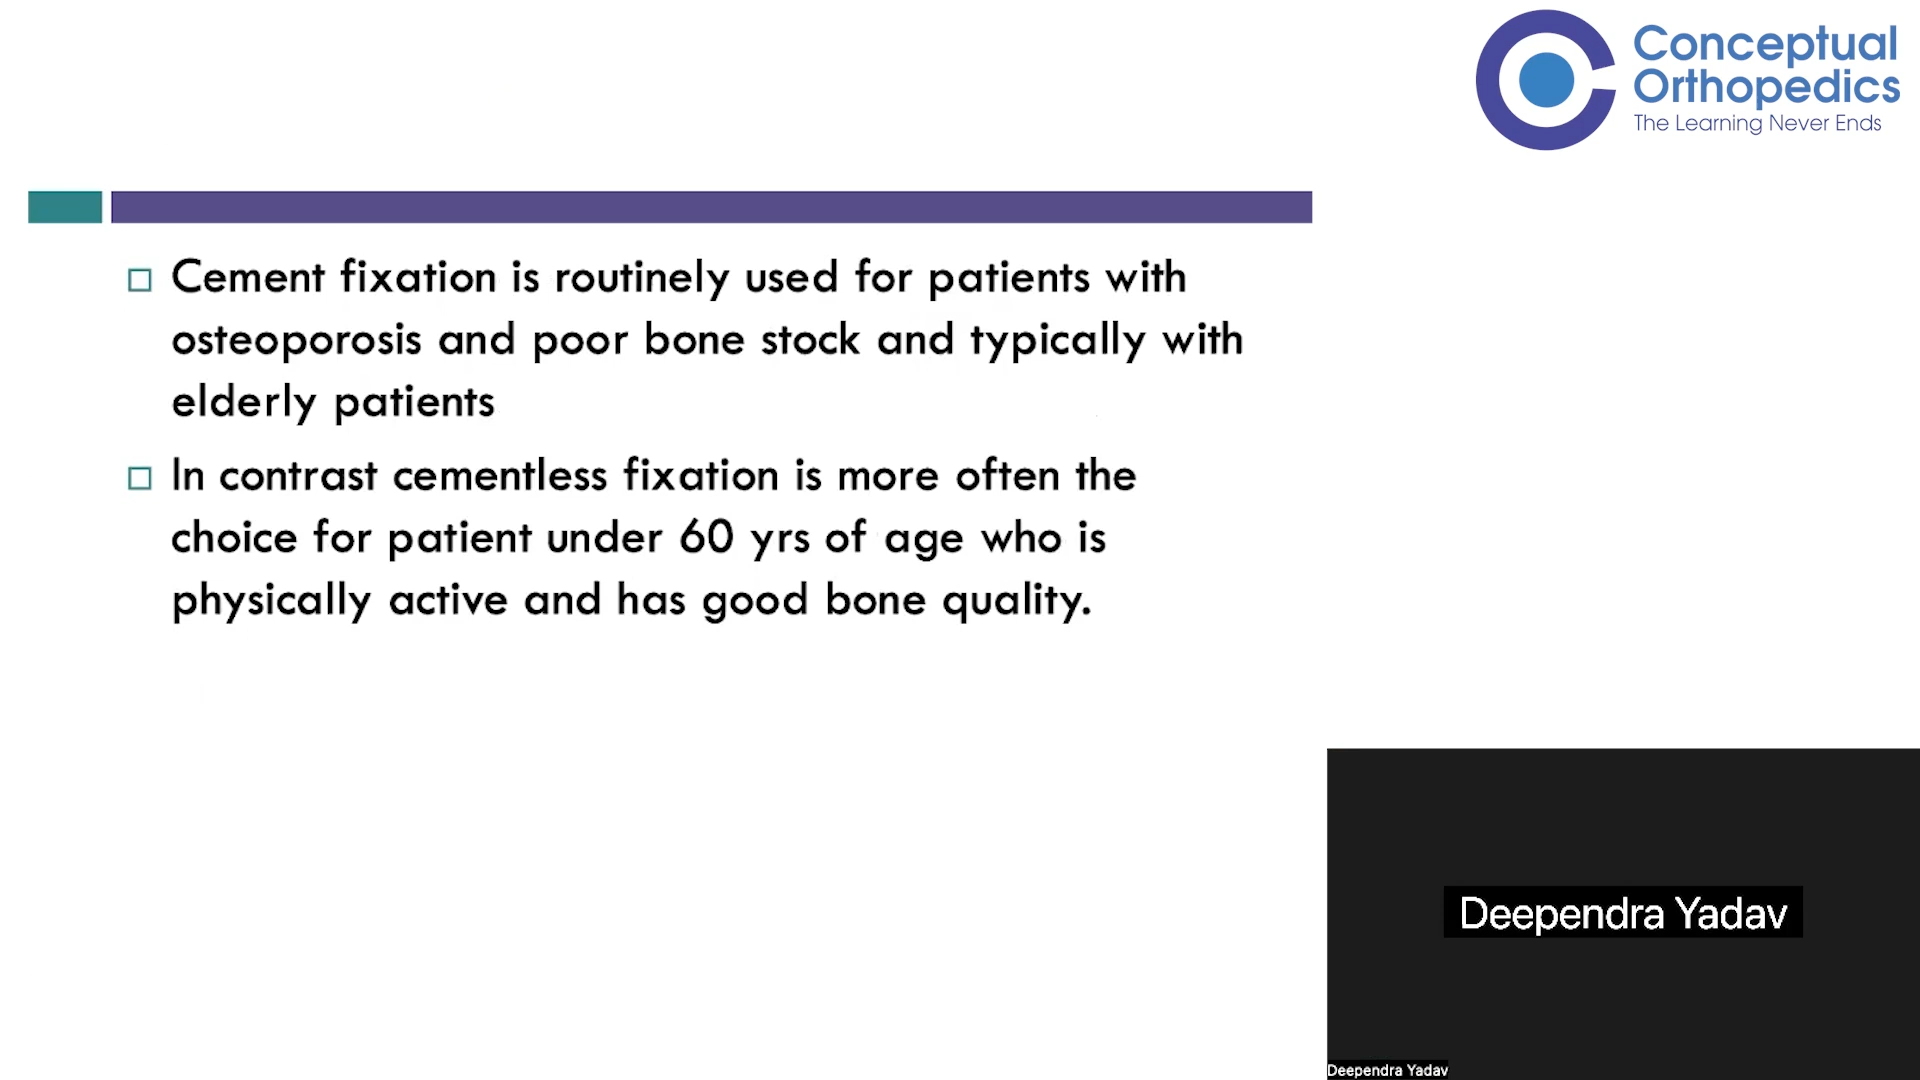 Conceptual
Orthopedics
The Learning Never Ends
Cement fixation is routinely used for patients with
osteoporosis and poor bone stock and typically with
elderly patients
In contrast cementless fixation is more often the
choice for patient under 60 yrs of age who is
physically active and has good bone quality.
Deependra Yadav
Deependra Yadav